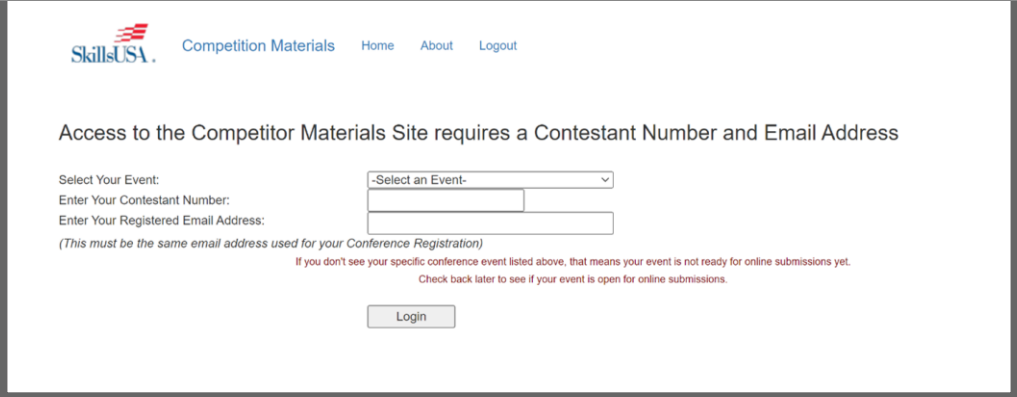 SkillsUSA.
Competition Materials Home About Logout
Access to the Competitor Materials Site requires a Contestant Number and Email Address
Select Your Event: -Select an Event-
Enter Your Contestant Number:
Enter Your Registered Email Address:
(This must be the same email address used for your Conference Registration)
If you don't see your specific conference event listed above, that means your event is not ready for online submissions yet.
Check back later to see if your event is open for online submissions.
Login